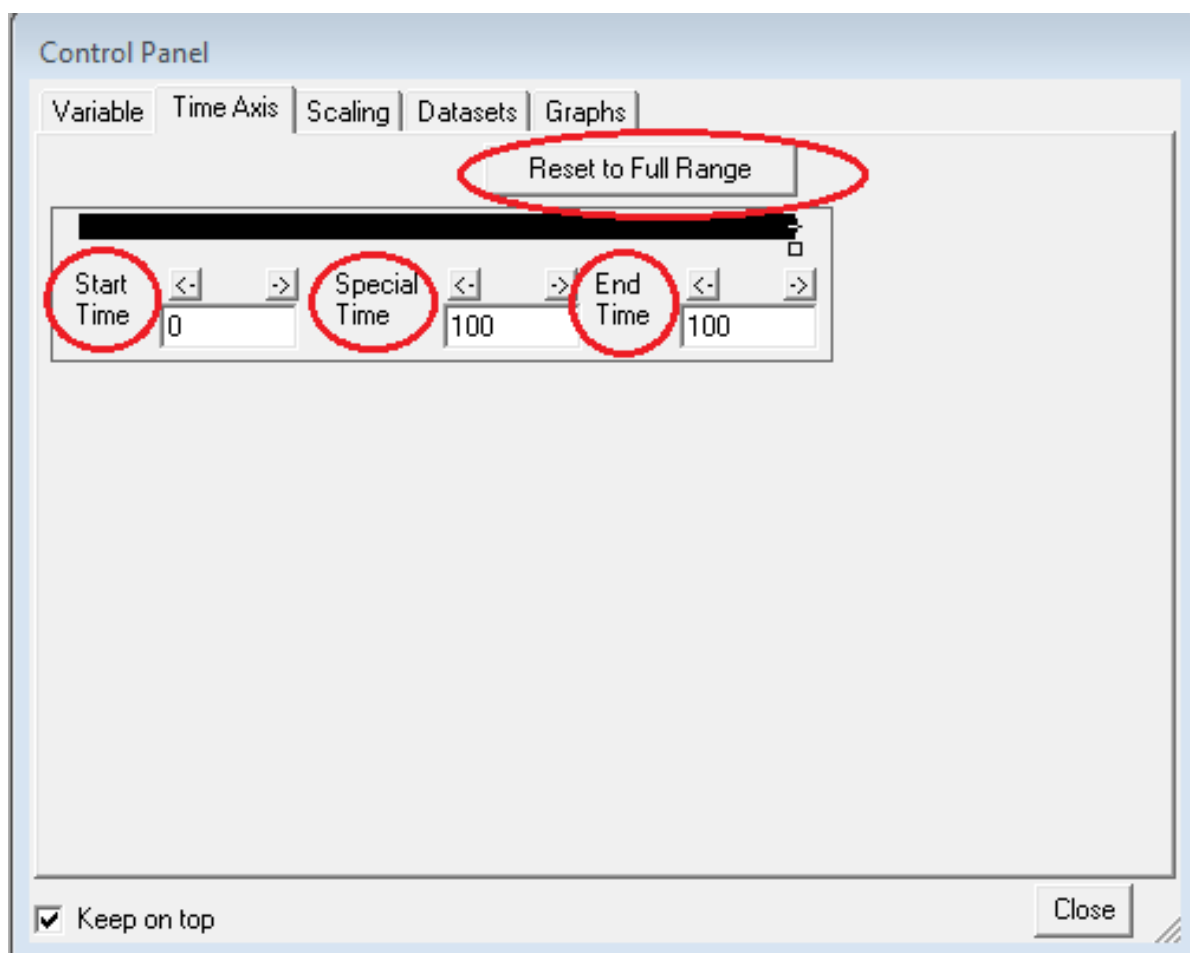 Control Panel
Variable Time Axis Scaling Datasets Graphs
Reset to Full Range
Start Time <- -> 0
Special Time <- -> 100
End Time <- -> 100
Keep on top
Close